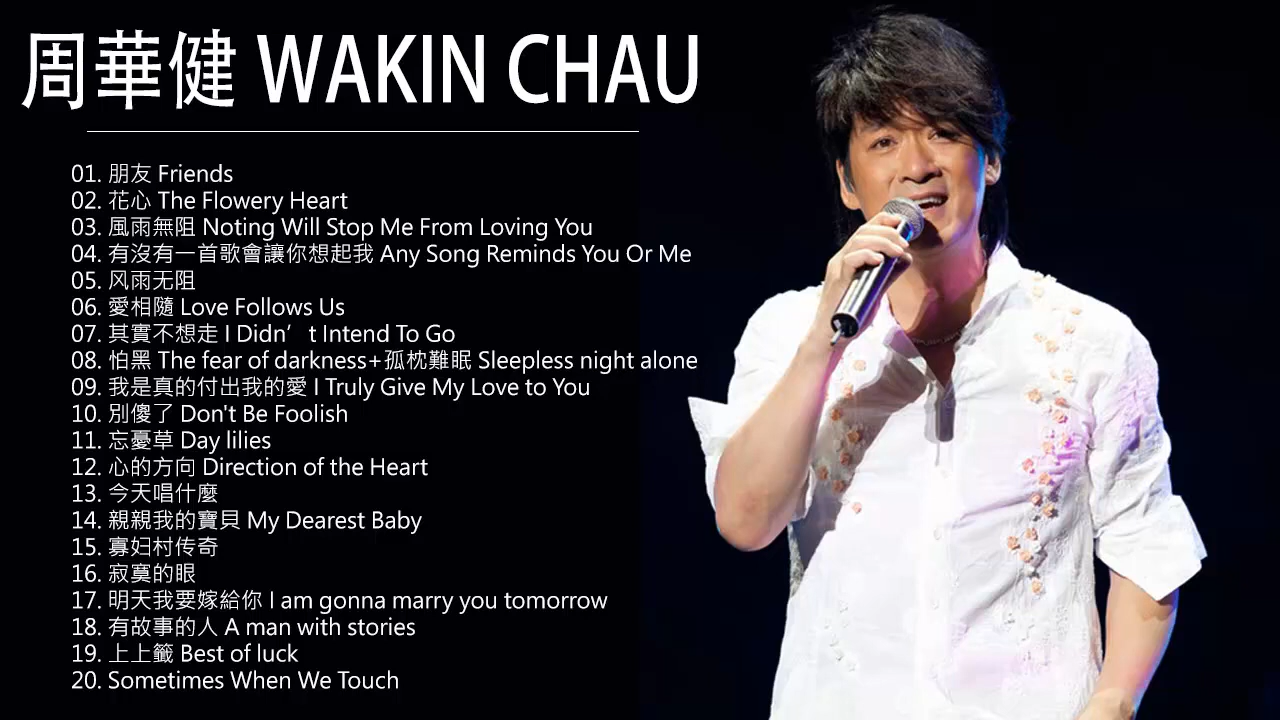 周華健 WAKIN CHAU
01. 朋友 Friends
02. 花心 The Flowery Heart
03. 風雨無阻 Noting Will Stop Me From Loving You
04. 有沒有一首歌會讓你想起我 Any Song Reminds You Or Me
05. 风雨无阻
06. 愛相隨 Love Follows Us
07. 其實不想走 I Didn’t Intend To Go
08. 怕黑 The fear of darkness+孤枕難眠 Sleepless night alone
09. 我是真的付出我的愛 I Truly Give My Love to You
10. 別傻了 Don't Be Foolish
11. 忘憂草 Day lilies
12. 心的方向 Direction of the Heart
13. 今天唱什麼
14. 親親我的寶貝 My Dearest Baby
15. 寡妇村传奇
16. 寂寞的眼
17. 明天我要嫁給你 I am gonna marry you tomorrow
18. 有故事的人 A man with stories
19. 上上籤 Best of luck
20. Sometimes When We Touch